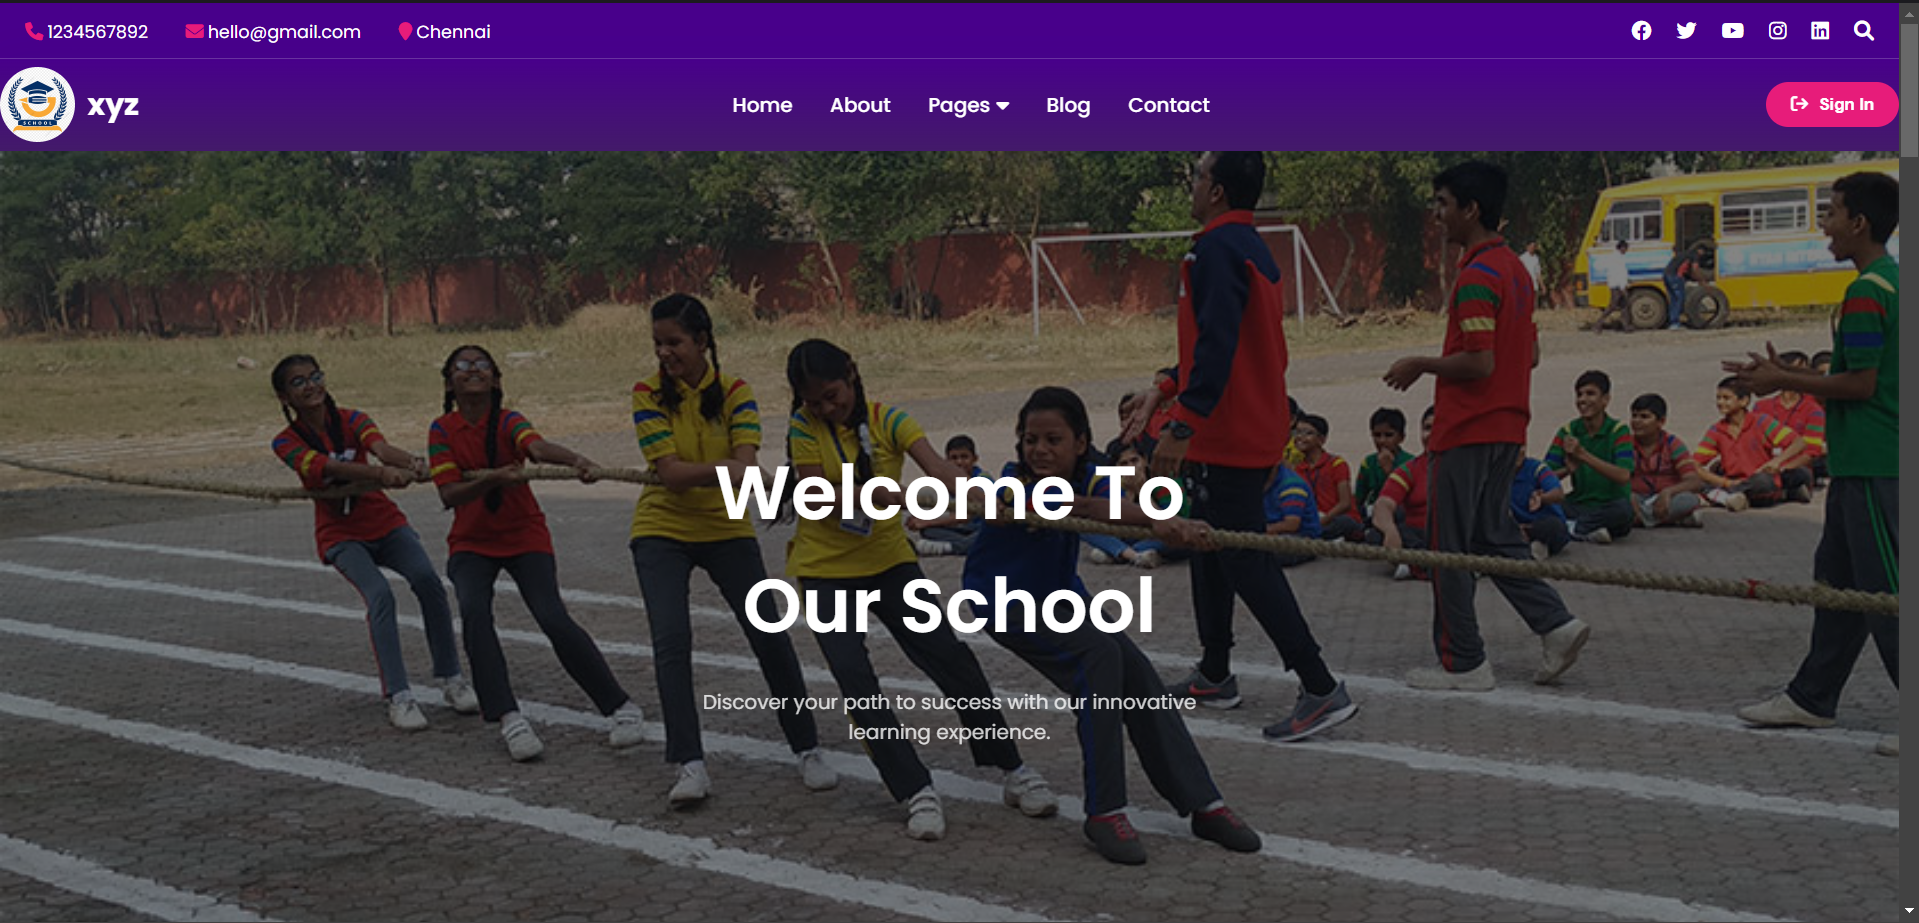 1234567892 hello@gmail.com Chennai
SCHOOL
xyz
Home About Pages Blog Contact
Sign In
Welcome To
Our School
Discover your path to success with our innovative
learning experience.